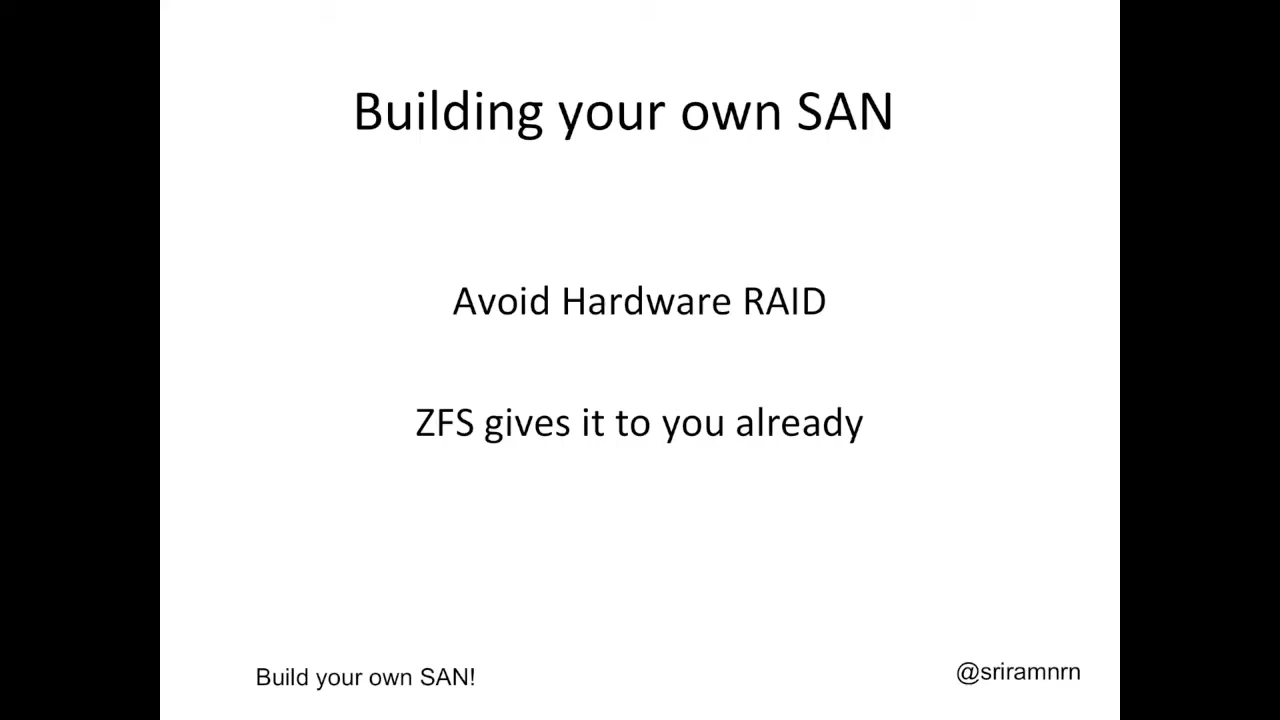 Building your own SAN
Avoid Hardware RAID
ZFS gives it to you already
Build your own SAN!
@sriramnrn